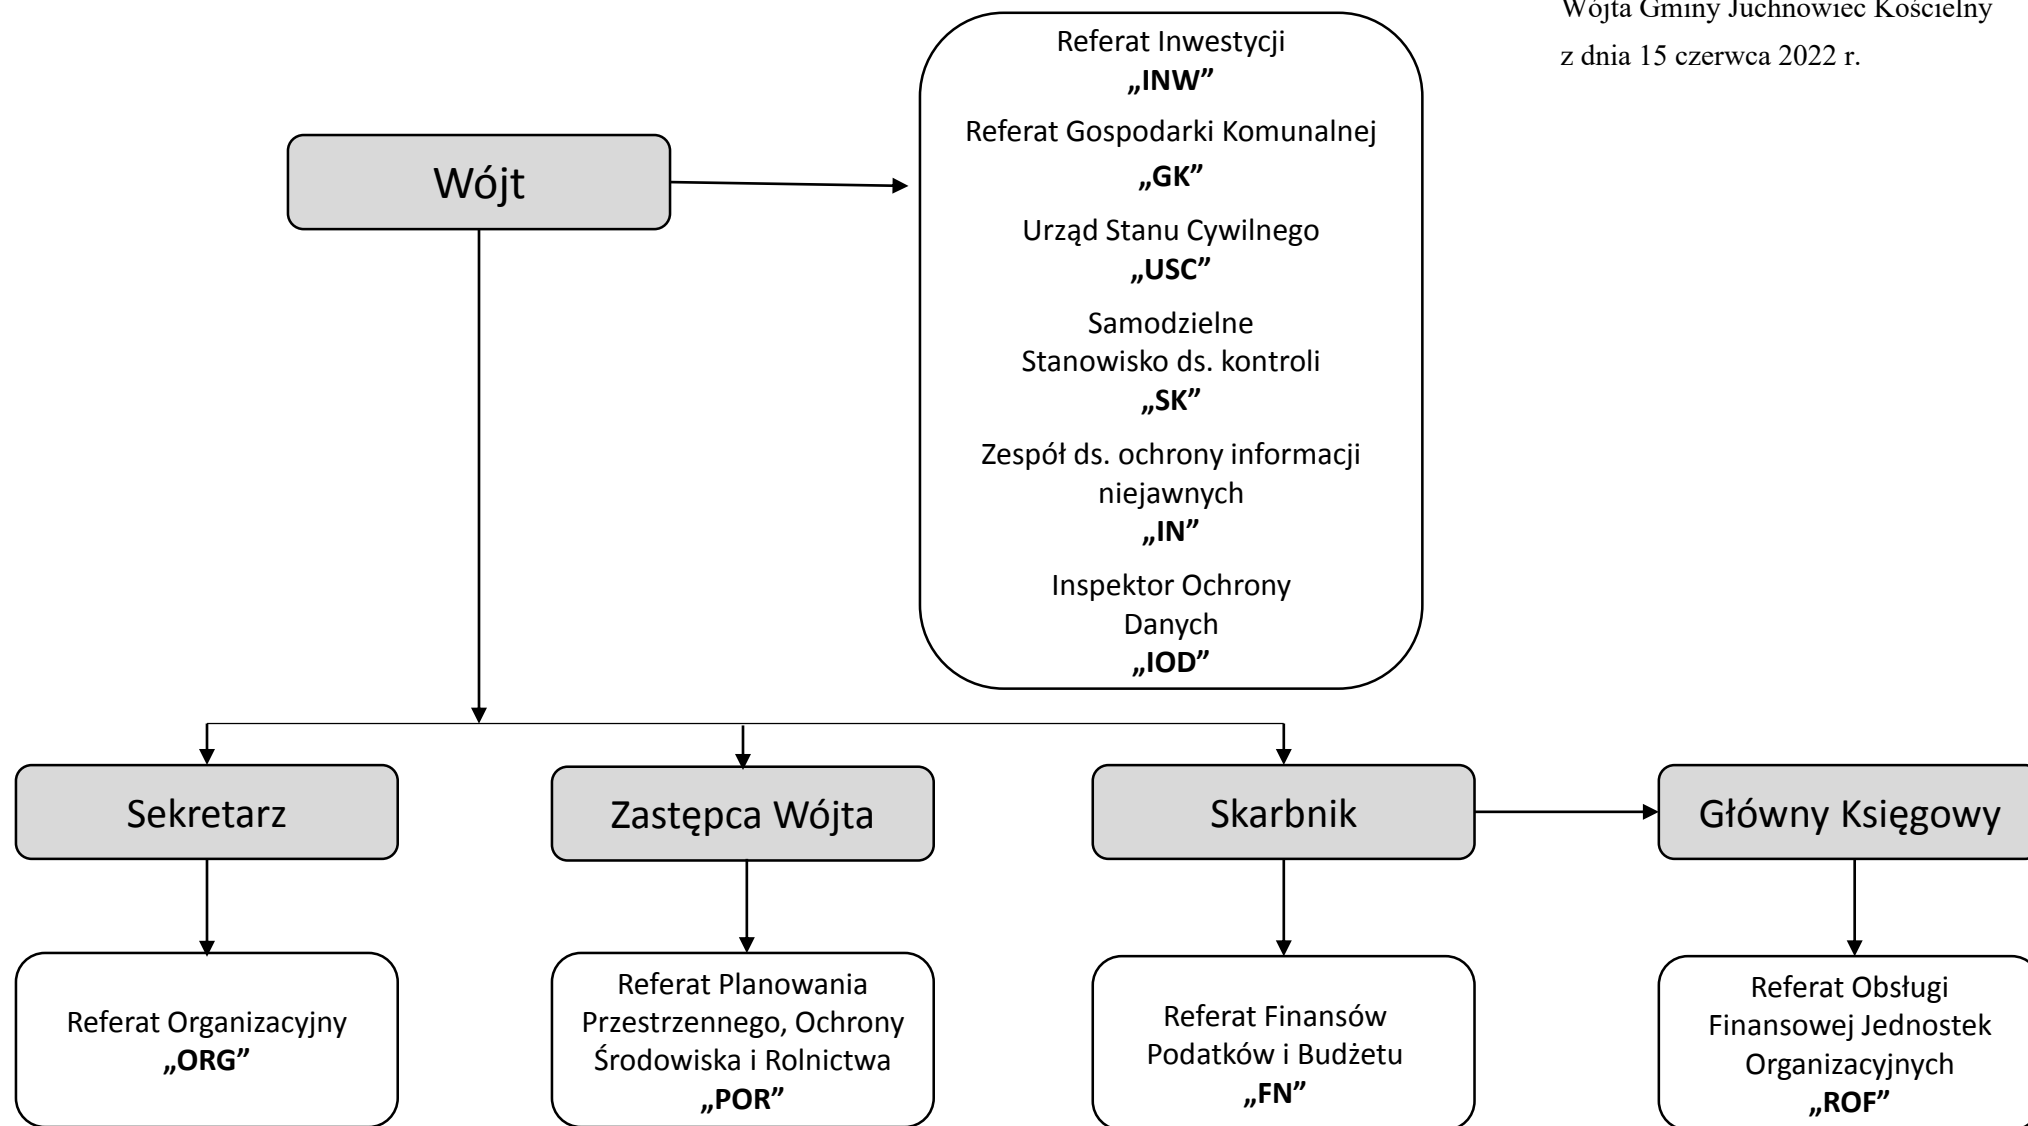 Wójta Gminy Juchnowiec Kościelny
z dnia 15 czerwca 2022 r.
Wójt
Referat Inwestycji
„INW”
Referat Gospodarki Komunalnej
„GK”
Urząd Stanu Cywilnego
„USC”
Samodzielne
Stanowisko ds. kontroli
„SK”
Zespół ds. ochrony informacji
niejawnych
„IN”
Inspektor Ochrony
Danych
„IOD”
Sekretarz
Zastępca Wójta
Skarbnik
Główny Księgowy
Referat Organizacyjny
„ORG”
Referat Planowania
Przestrzennego, Ochrony
Środowiska i Rolnictwa
„POR”
Referat Finansów
Podatków i Budżetu
„FN”
Referat Obsługi
Finansowej Jednostek
Organizacyjnych
„ROF”